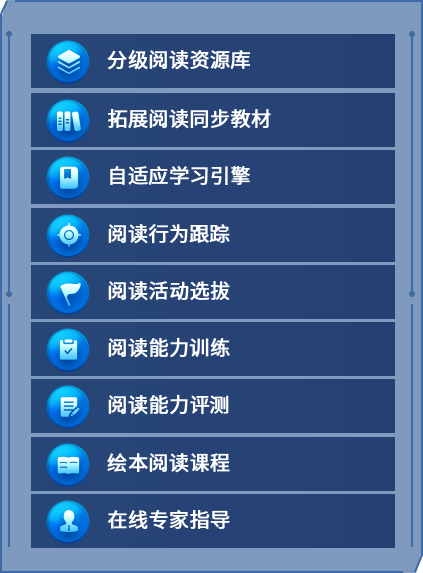 分级阅读资源库
拓展阅读同步教材
自适应学习引擎
阅读行为跟踪
阅读活动选拔
阅读能力训练
阅读能力评测
绘本阅读课程
在线专家指导